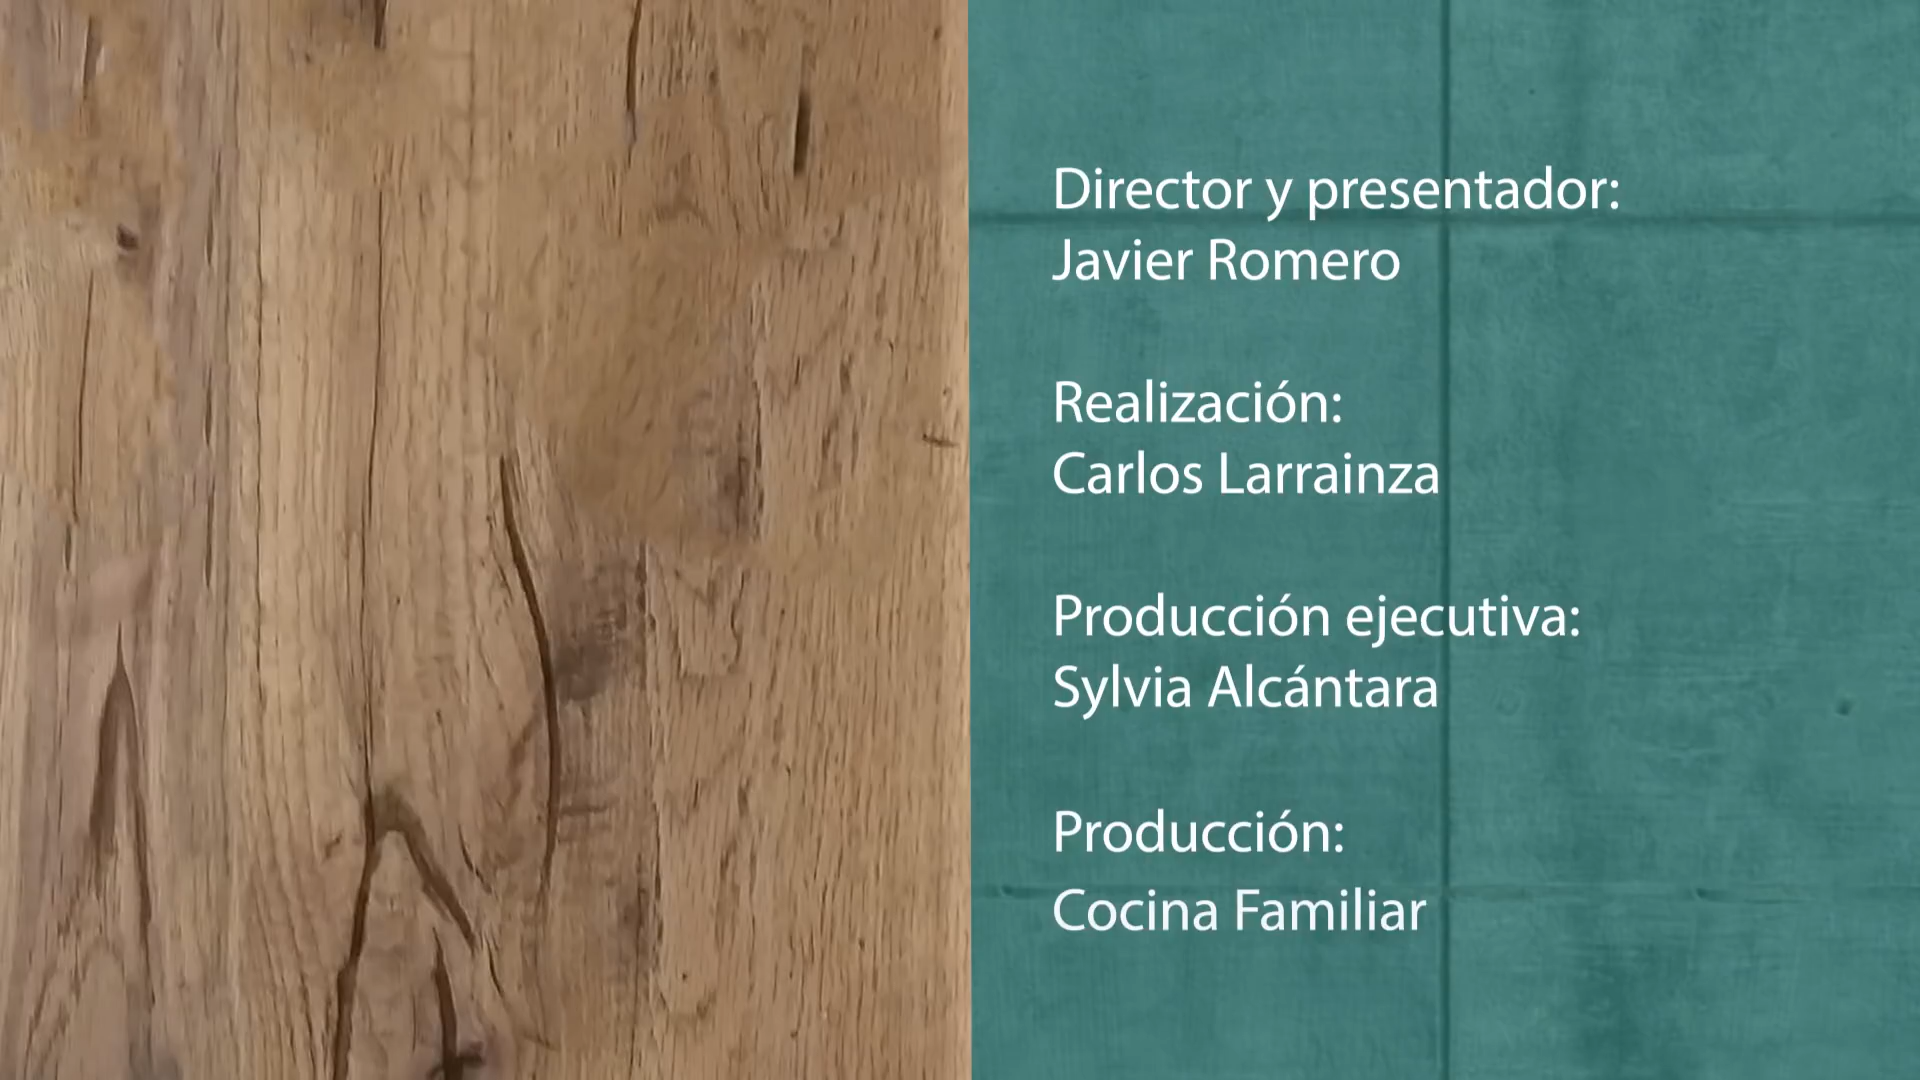 Director y presentador:
Javier Romero
Realización:
Carlos Larrainza
Producción ejecutiva:
Sylvia Alcántara
Producción:
Cocina Familiar